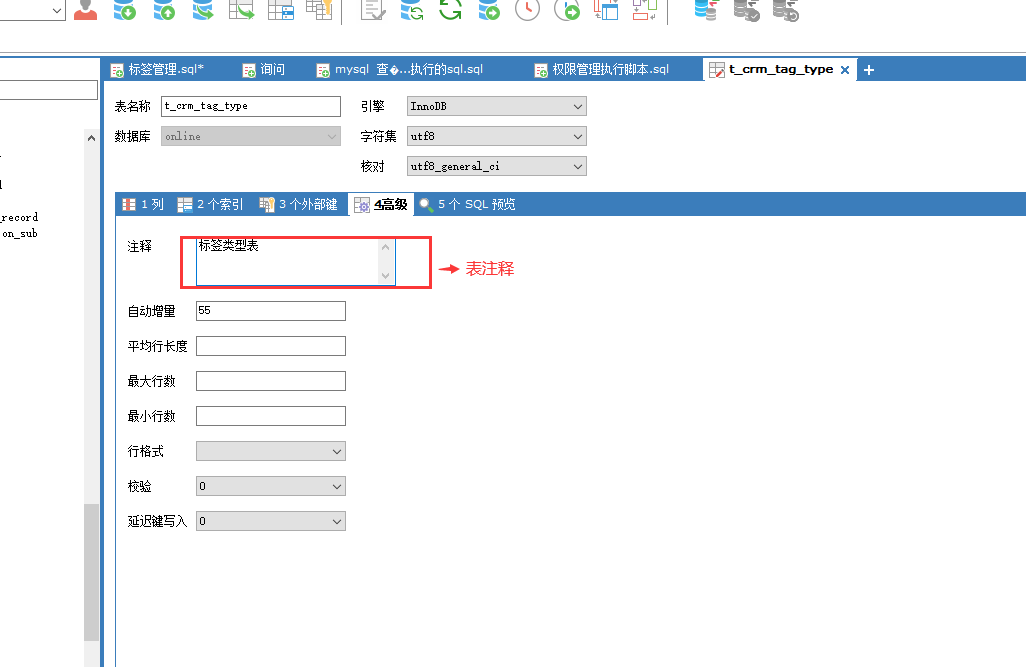 标签管理.sql* 询问 mysql 查�...执行的sql.sql 权限管理执行脚本.sql t_crm_tag_type
表名称 t_crm_tag_type 引擎 InnoDB
数据库 online 字符集 utf8
核对 utf8_general_ci
_record
on_sub
1 列 2 个索引 3 个外部键 4高级 5 个 SQL 预览
注释 标签类型表
表注释
自动增量 55
平均行长度
最大行数
最小行数
行格式
校验 0
延迟键写入 0